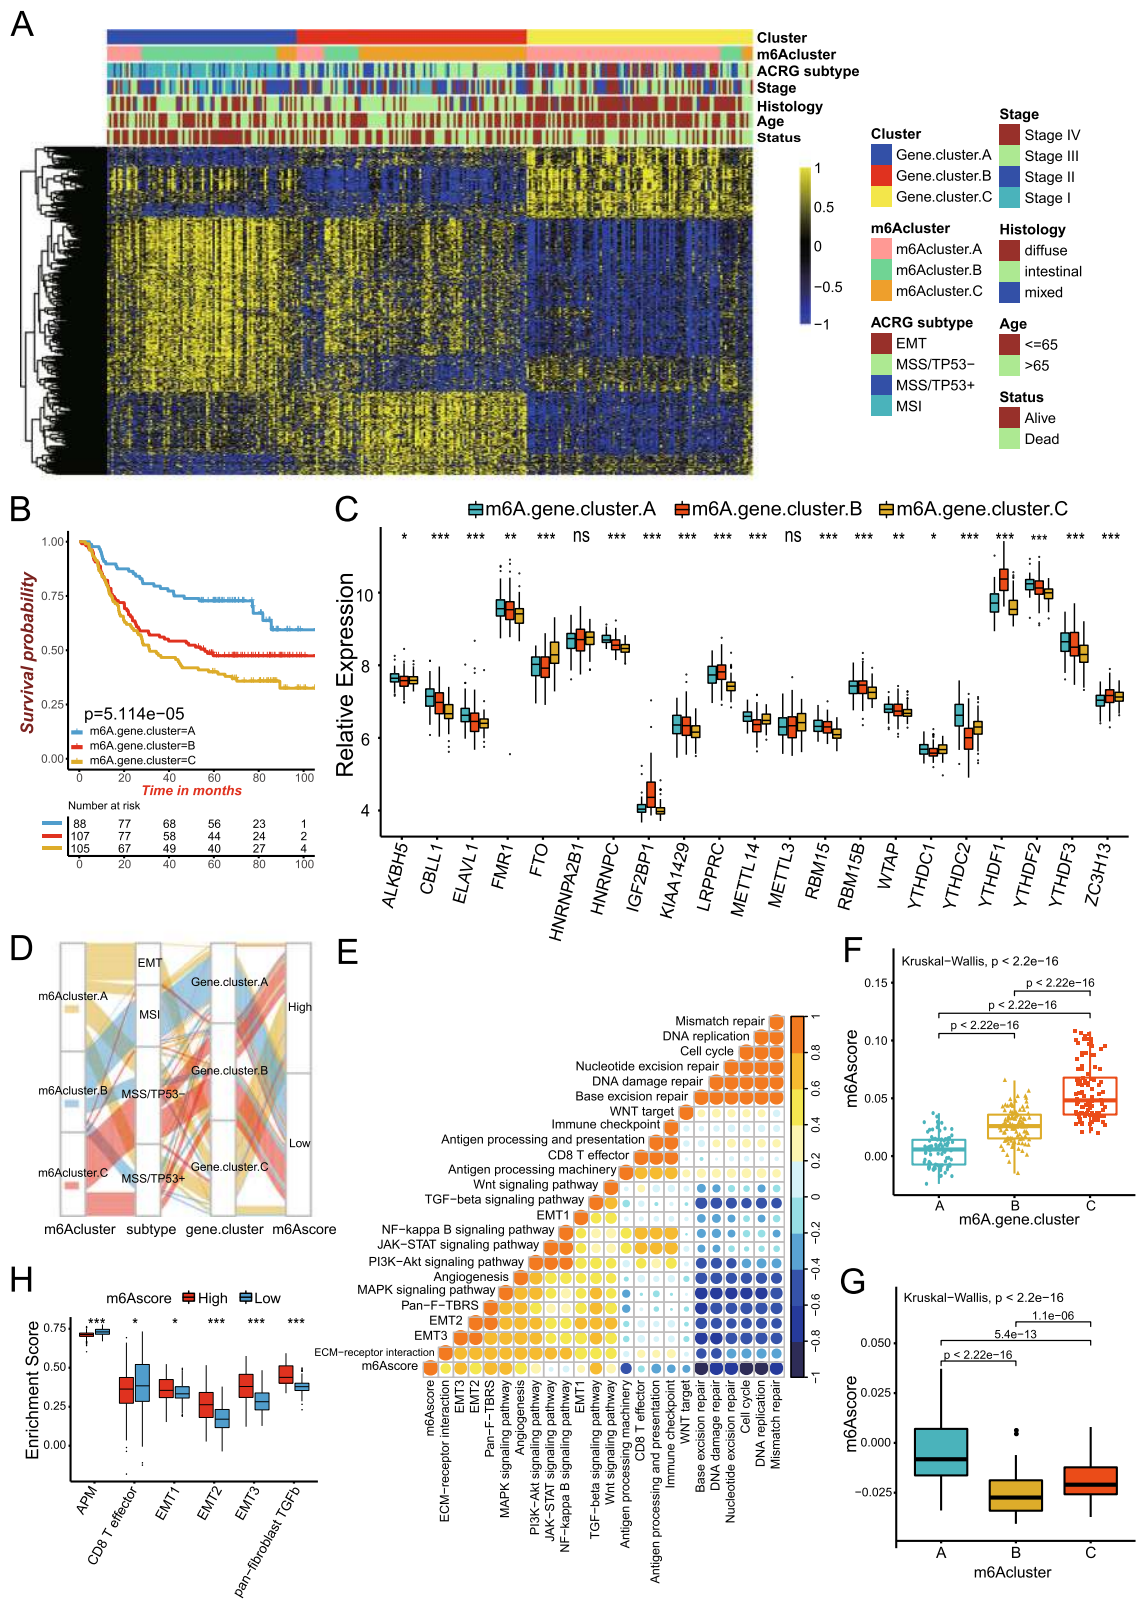 A
Cluster
m6Acluster
ACRG subtype
Stage
Histology
Age
Status
1
0.5
0
−0.5
−1
Cluster
Gene.cluster.A
Gene.cluster.B
Gene.cluster.C
m6Acluster
m6Acluster.A
m6Acluster.B
m6Acluster.C
ACRG subtype
EMT
MSS/TP53−
MSS/TP53+
MSI
Stage
Stage IV
Stage III
Stage II
Stage I
Histology
diffuse
intestinal
mixed
Age
<=65
>65
Status
Alive
Dead
B
Survival probability
1.00
0.75
0.50
0.25
0.00
p=5.114e−05
m6A.gene.cluster=A
m6A.gene.cluster=B
m6A.gene.cluster=C
0 20 40 60 80 100
Time in months
Number at risk
88 77 68 56 23 1
107 77 58 44 24 2
105 67 49 40 27 4
0 20 40 60 80 100
C
m6A.gene.cluster.A m6A.gene.cluster.B m6A.gene.cluster.C
* *** *** ** *** ns *** *** *** *** *** ns *** *** ** * *** *** *** *** ***
Relative Expression
10
8
6
4
ALKBH5
CBLL1
ELAVL1
FMR1
FTO
HNRNPA2B1
HNRNPC
IGF2BP1
KIAA1429
LRPPRC
METTL14
METTL3
RBM15
RBM15B
WTAP
YTHDC1
YTHDC2
YTHDF1
YTHDF2
YTHDF3
ZC3H13
D
m6Acluster.A
m6Acluster.B
m6Acluster.C
EMT
MSI
MSS/TP53−
MSS/TP53+
Gene.cluster.A
Gene.cluster.B
Gene.cluster.C
High
Low
m6Acluster subtype gene.cluster m6Ascore
E
Mismatch repair
DNA replication
Cell cycle
Nucleotide excision repair
DNA damage repair
Base excision repair
WNT target
Immune checkpoint
Antigen processing and presentation
CD8 T effector
Antigen processing machinery
Wnt signaling pathway
TGF−beta signaling pathway
EMT1
NF−kappa B signaling pathway
JAK−STAT signaling pathway
PI3K−Akt signaling pathway
Angiogenesis
MAPK signaling pathway
Pan−F−TBRS
EMT2
EMT3
ECM−receptor interaction
m6Ascore
m6Ascore
ECM−receptor interaction
EMT3
EMT2
Pan−F−TBRS
MAPK signaling pathway
Angiogenesis
PI3K−Akt signaling pathway
JAK−STAT signaling pathway
NF−kappa B signaling pathway
EMT1
TGF−beta signaling pathway
Wnt signaling pathway
Antigen processing machinery
CD8 T effector
Antigen processing and presentation
Immune checkpoint
WNT target
Base excision repair
DNA damage repair
Nucleotide excision repair
Cell cycle
DNA replication
Mismatch repair
1
0.8
0.6
0.4
0.2
0
−0.2
−0.4
−0.6
−0.8
−1
F
Kruskal−Wallis, p < 2.2e−16
p < 2.22e−16
p < 2.22e−16
p < 2.22e−16
m6Ascore
0.15
0.10
0.05
0.00
A B C
m6A.gene.cluster
G
Kruskal−Wallis, p < 2.2e−16
1.1e−06
5.4e−13
p < 2.22e−16
m6Ascore
0.050
0.025
0.000
−0.025
A B C
m6Acluster
H
m6Ascore High Low
*** * * *** *** ***
Enrichment Score
0.75
0.50
0.25
0.00
APM
CD8 T effector
EMT1
EMT2
EMT3
pan−fibroblast TGFb